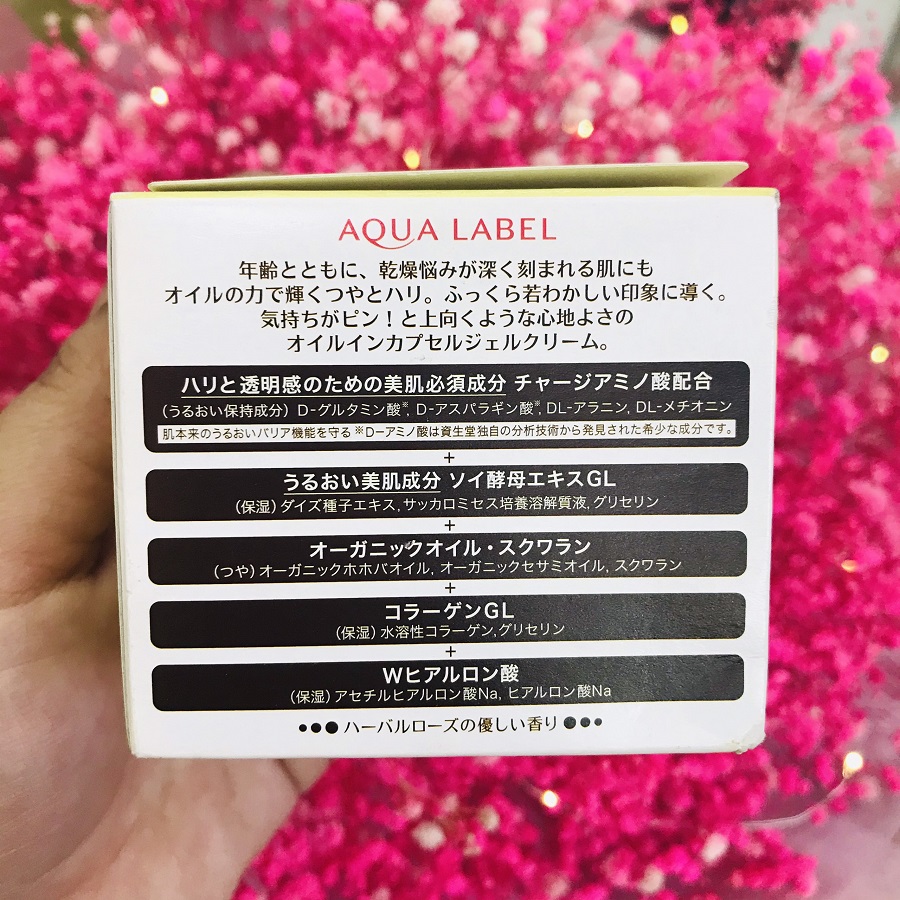 AQUA LABEL
年齢とともに、乾燥悩みが深く刻まれる肌にも
オイルの力で輝くつやとハリ。ふっくら若わかしい印象に導く。
気持ちがピン！と上向くような心地よさの
オイルインカプセルジェルクリーム。
ハリと透明感のための美肌必須成分 チャージアミノ酸配合
（うるおい保持成分）D-グルタミン酸※, D-アスパラギン酸※, DL-アラニン, DL-メチオニン
肌本来のうるおいバリア機能を守る ※D-アミノ酸は資生堂独自の分析技術から発見された希少な成分です。
+
うるおい美肌成分 ソイ酵母エキスGL
（保湿）ダイズ種子エキス, サッカロミセス培養溶解質液, グリセリン
+
オーガニックオイル・スクワラン
（つや）オーガニックホホバオイル, オーガニックセサミオイル, スクワラン
+
コラーゲンGL
（保湿）水溶性コラーゲン, グリセリン
+
Wヒアルロン酸
（保湿）アセチルヒアルロン酸Na, ヒアルロン酸Na
●●● ハーバルローズの優しい香り ●●●